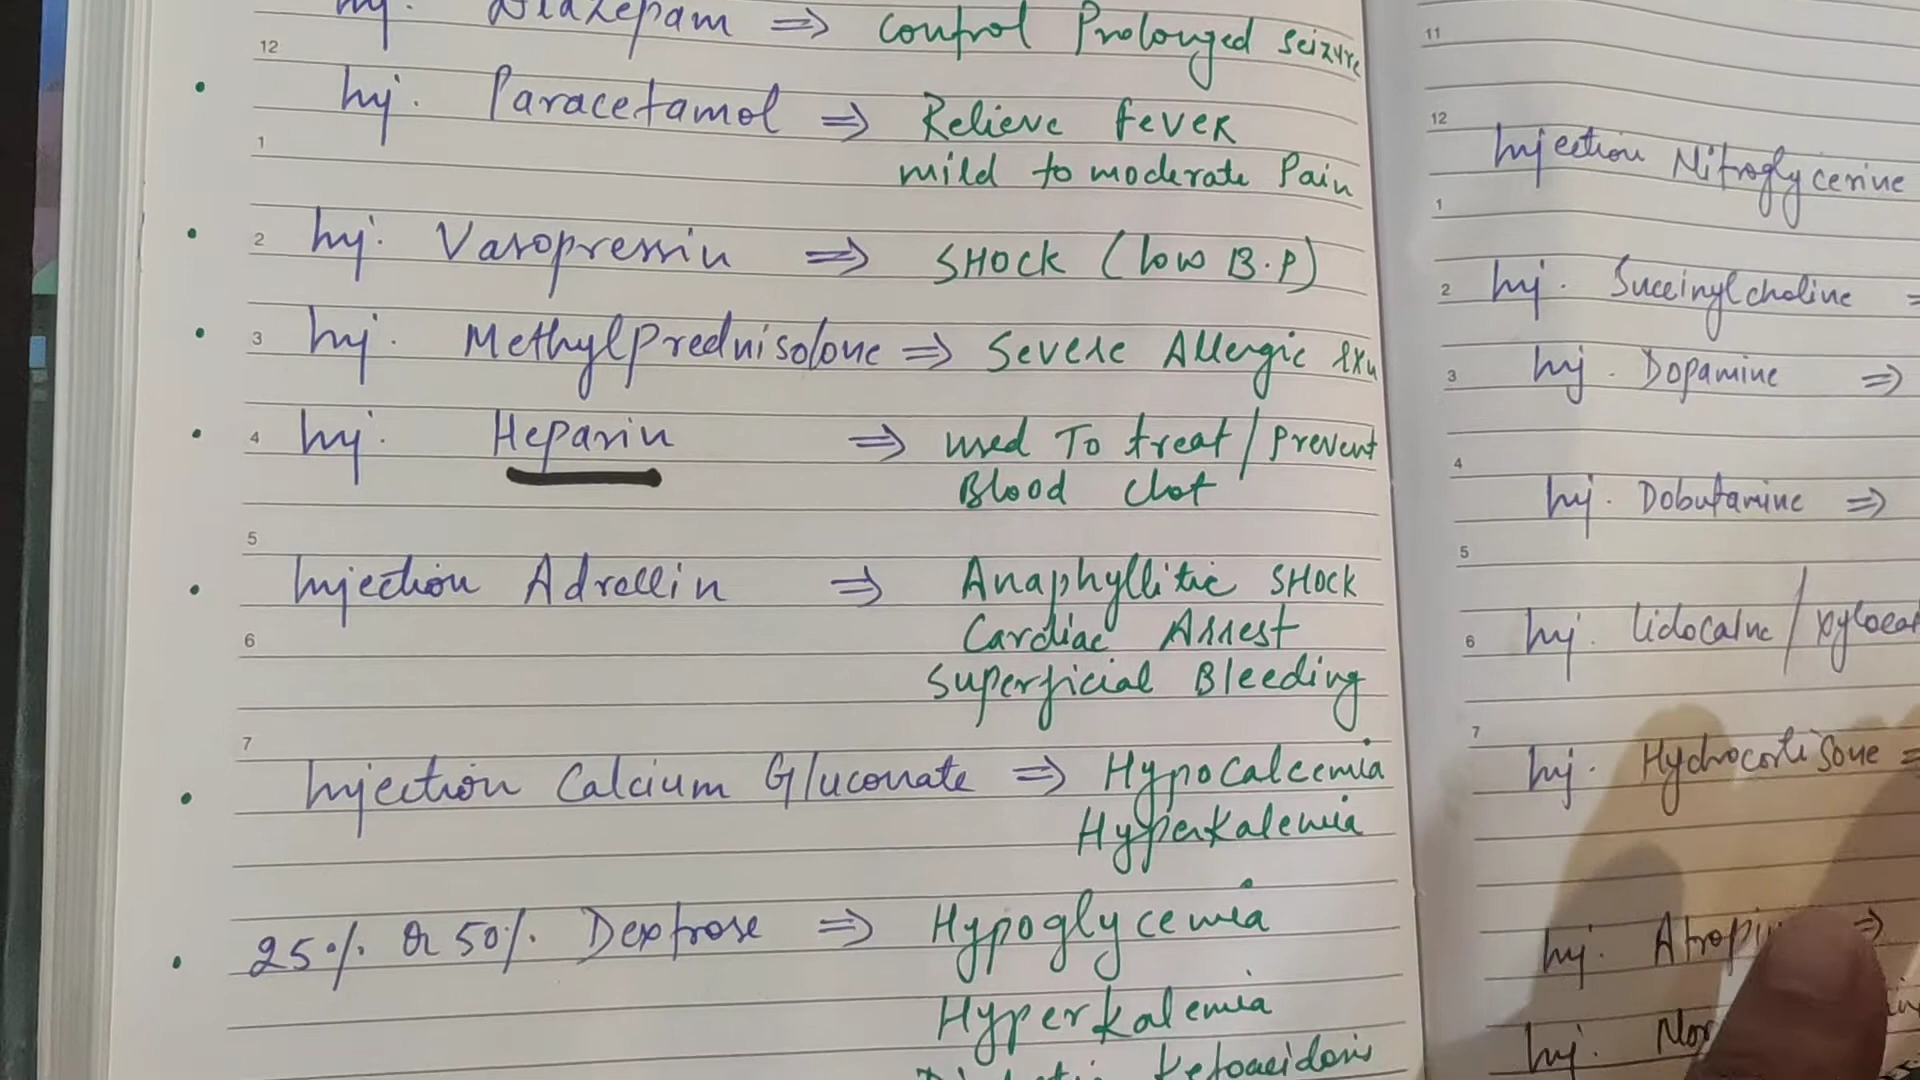 Inj. Diazepam ⇒ Control Prolonged Seizure
12
• Inj. Paracetamol ⇒ Relieve fever
1
mild to moderate Pain
• 2 Inj. Vasopressin ⇒ SHOCK (low B.P)
• 3 Inj. Methylprednisolone ⇒ Severe Allergic
• 4 Inj. Heparin ⇒ used To treat/Prevent
Blood Clot
5
• Injection Adrellin ⇒ Anaphyllitic SHOCK
6
Cardiac Arrest
Superficial Bleeding
7
• Injection Calcium Gluconate ⇒ Hypocalcemia
Hyperkalemia
• 25% or 50% Dextrose ⇒ Hypoglycemia
Hyperkalemia
Ketoacidosis
11
12
Injection Nitroglycerine
1
2 Inj. Succinylcholine
3 Inj. Dopamine ⇒
4
Inj. Dobutamine ⇒
5
6 Inj. lidocaine/
7
Inj. Hydrocortisone
Inj. ⇒
Inj.